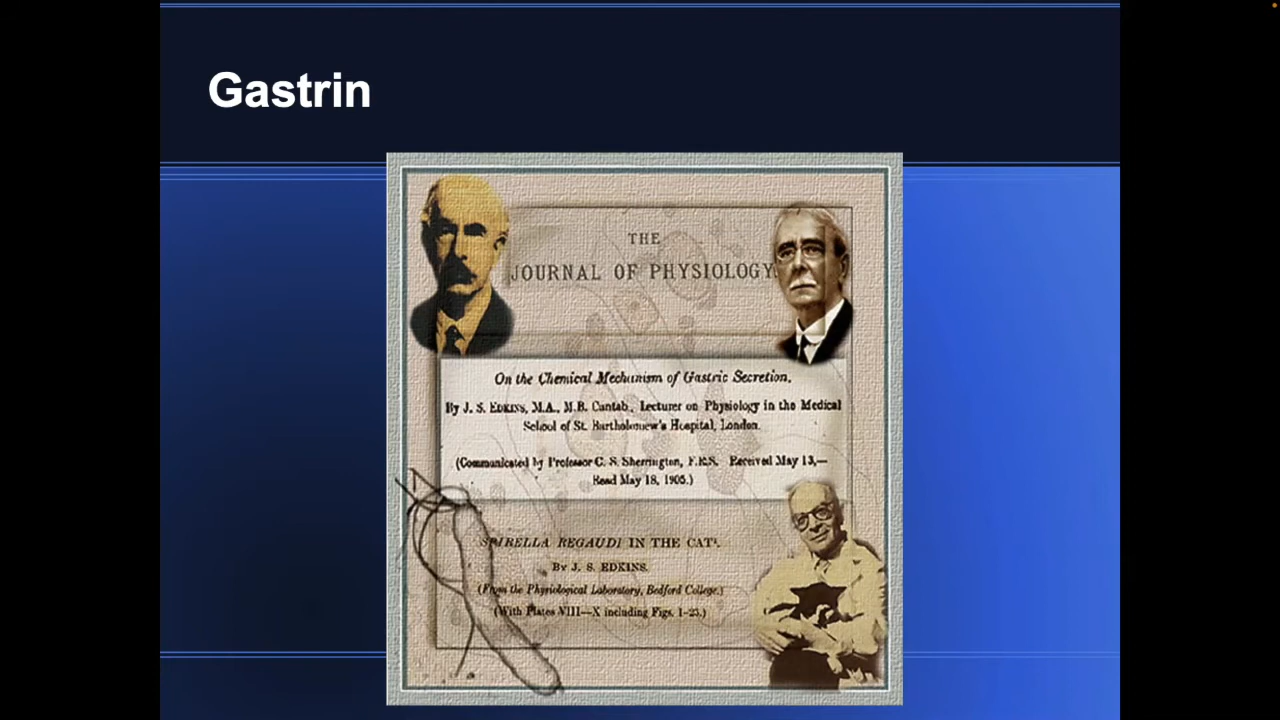 Gastrin
THE
JOURNAL OF PHYSIOLOGY
On the Chemical Mechanism of Gastric Secretion.
By J. S. EDKINS, M.A., M.B. Cantab., Lecturer on Physiology in the Medical
School of St. Bartholomew's Hospital, London.
(Communicated by Professor C. S. Sherrington, F.R.S. Received May 13,—
Read May 18, 1905.)
SPIRELLA REGAUDI IN THE CAT¹.
By J. S. EDKINS.
(From the Physiological Laboratory, Bedford College.)
(With Plates VIII—X including Figs. 1-25.)